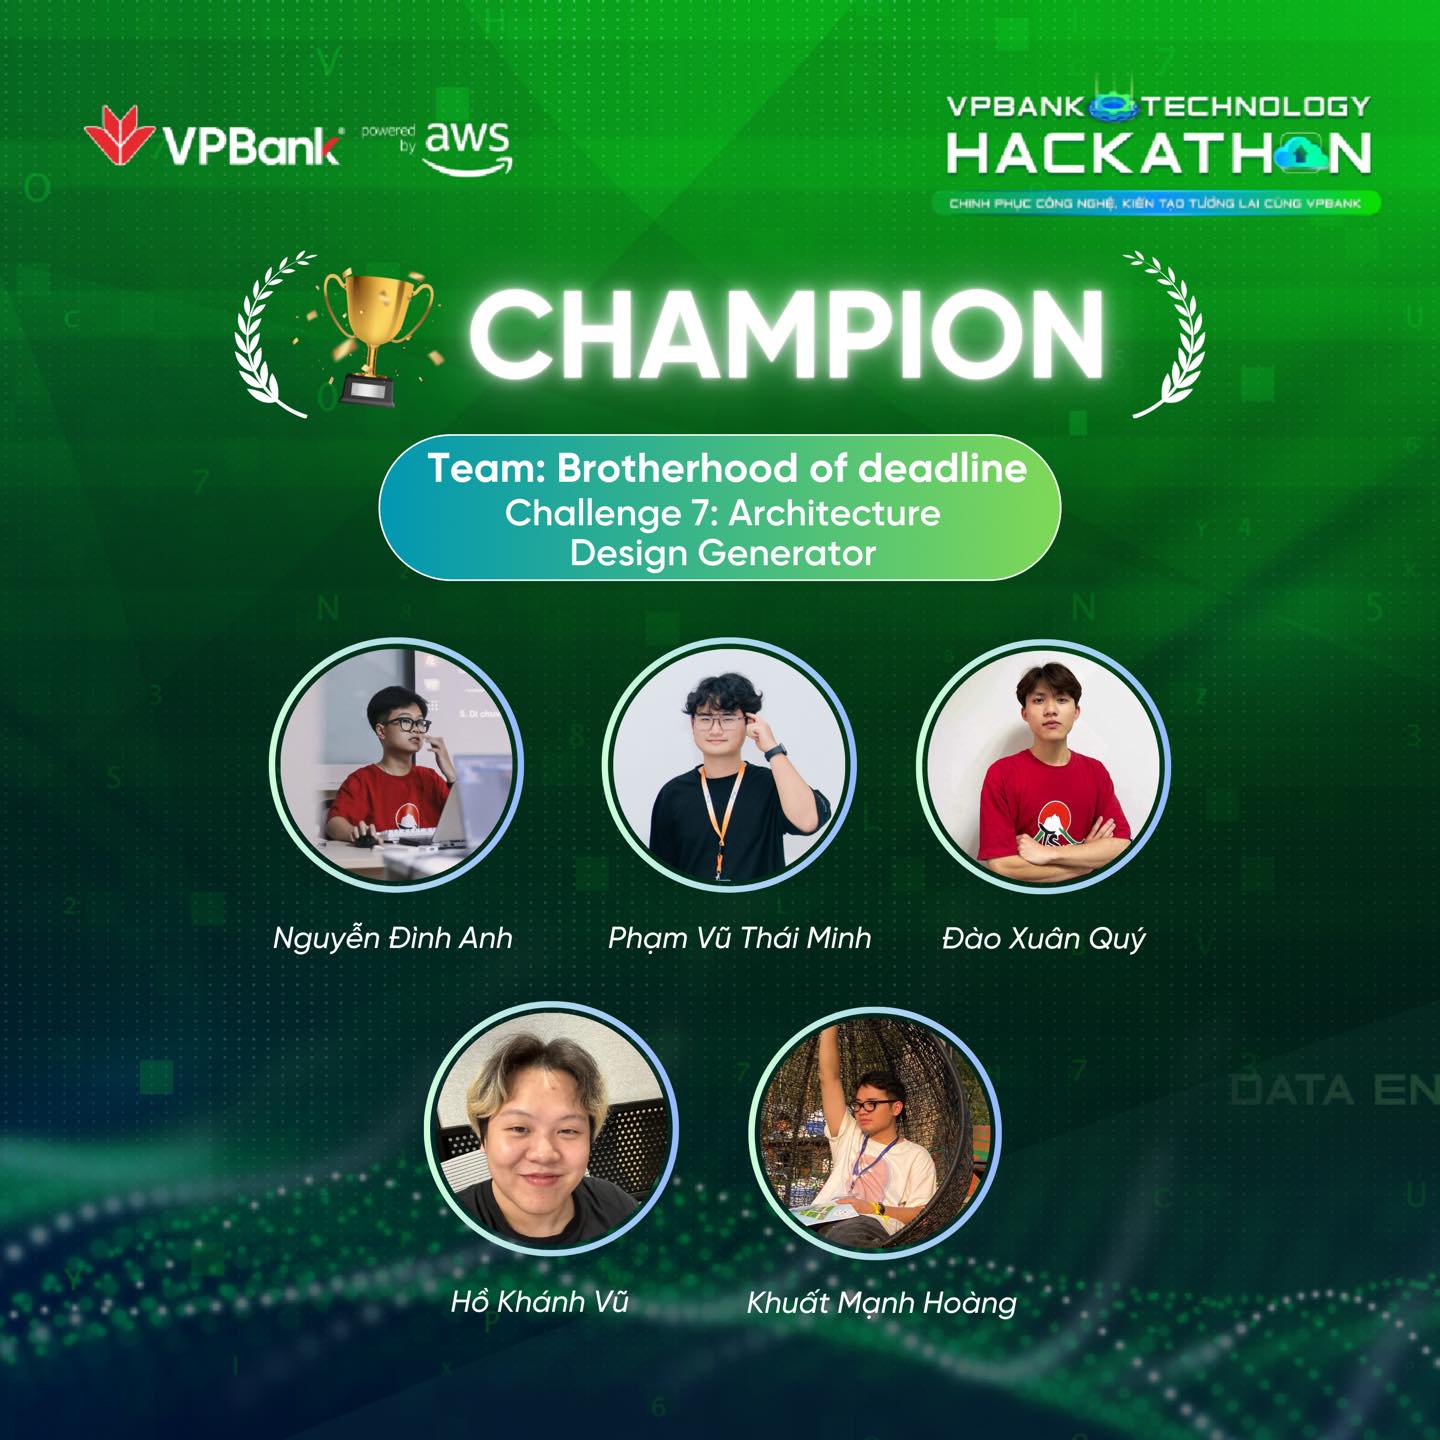 VPBank
powered
by
aws
VPBANK TECHNOLOGY
HACKATHON
CHINH PHỤC CÔNG NGHỆ, KIẾN TẠO TƯƠNG LAI CÙNG VPBANK
CHAMPION
Team: Brotherhood of deadline
Challenge 7: Architecture
Design Generator
Nguyễn Đình Anh
Phạm Vũ Thái Minh
Đào Xuân Quý
Hồ Khánh Vũ
Khuất Mạnh Hoàng
DATA EN